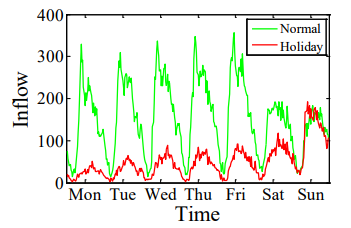 400
300
200
100
0
Inflow
Normal
Holiday
Mon Tue Wed Thu Fri Sat Sun
Time